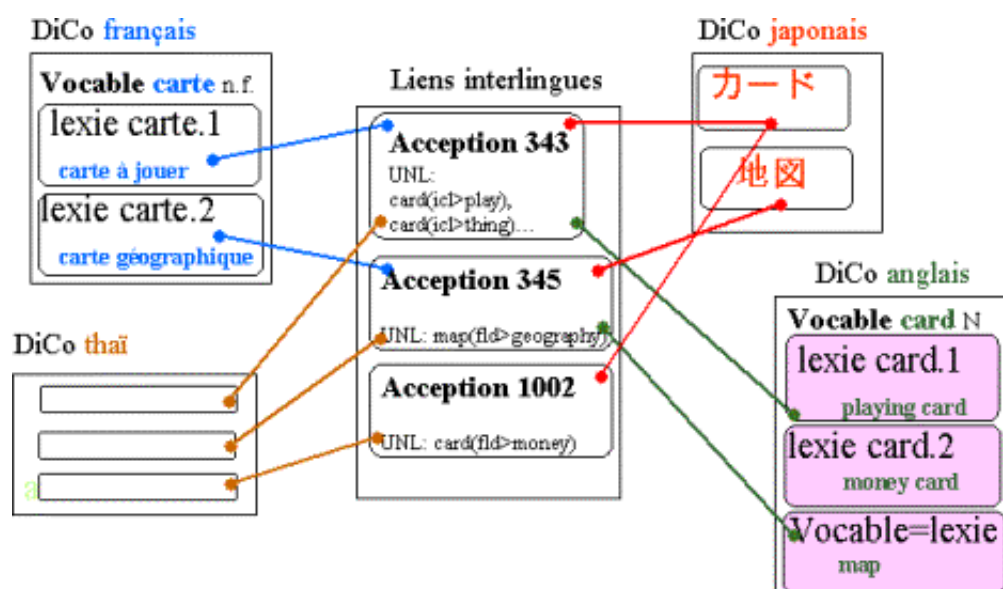 DiCo français
Vocable carte n.f.
lexie carte.1
carte à jouer
lexie carte.2
carte géographique
DiCo thaï
a
Liens interlingues
Acception 343
UNL:
card(icl>play),
card(icl>thing)...
Acception 345
UNL: map(fld>geography)
Acception 1002
UNL: card(fld>money)
DiCo japonais
カード
地図
DiCo anglais
Vocable card N
lexie card.1
playing card
lexie card.2
money card
Vocable=lexie
map